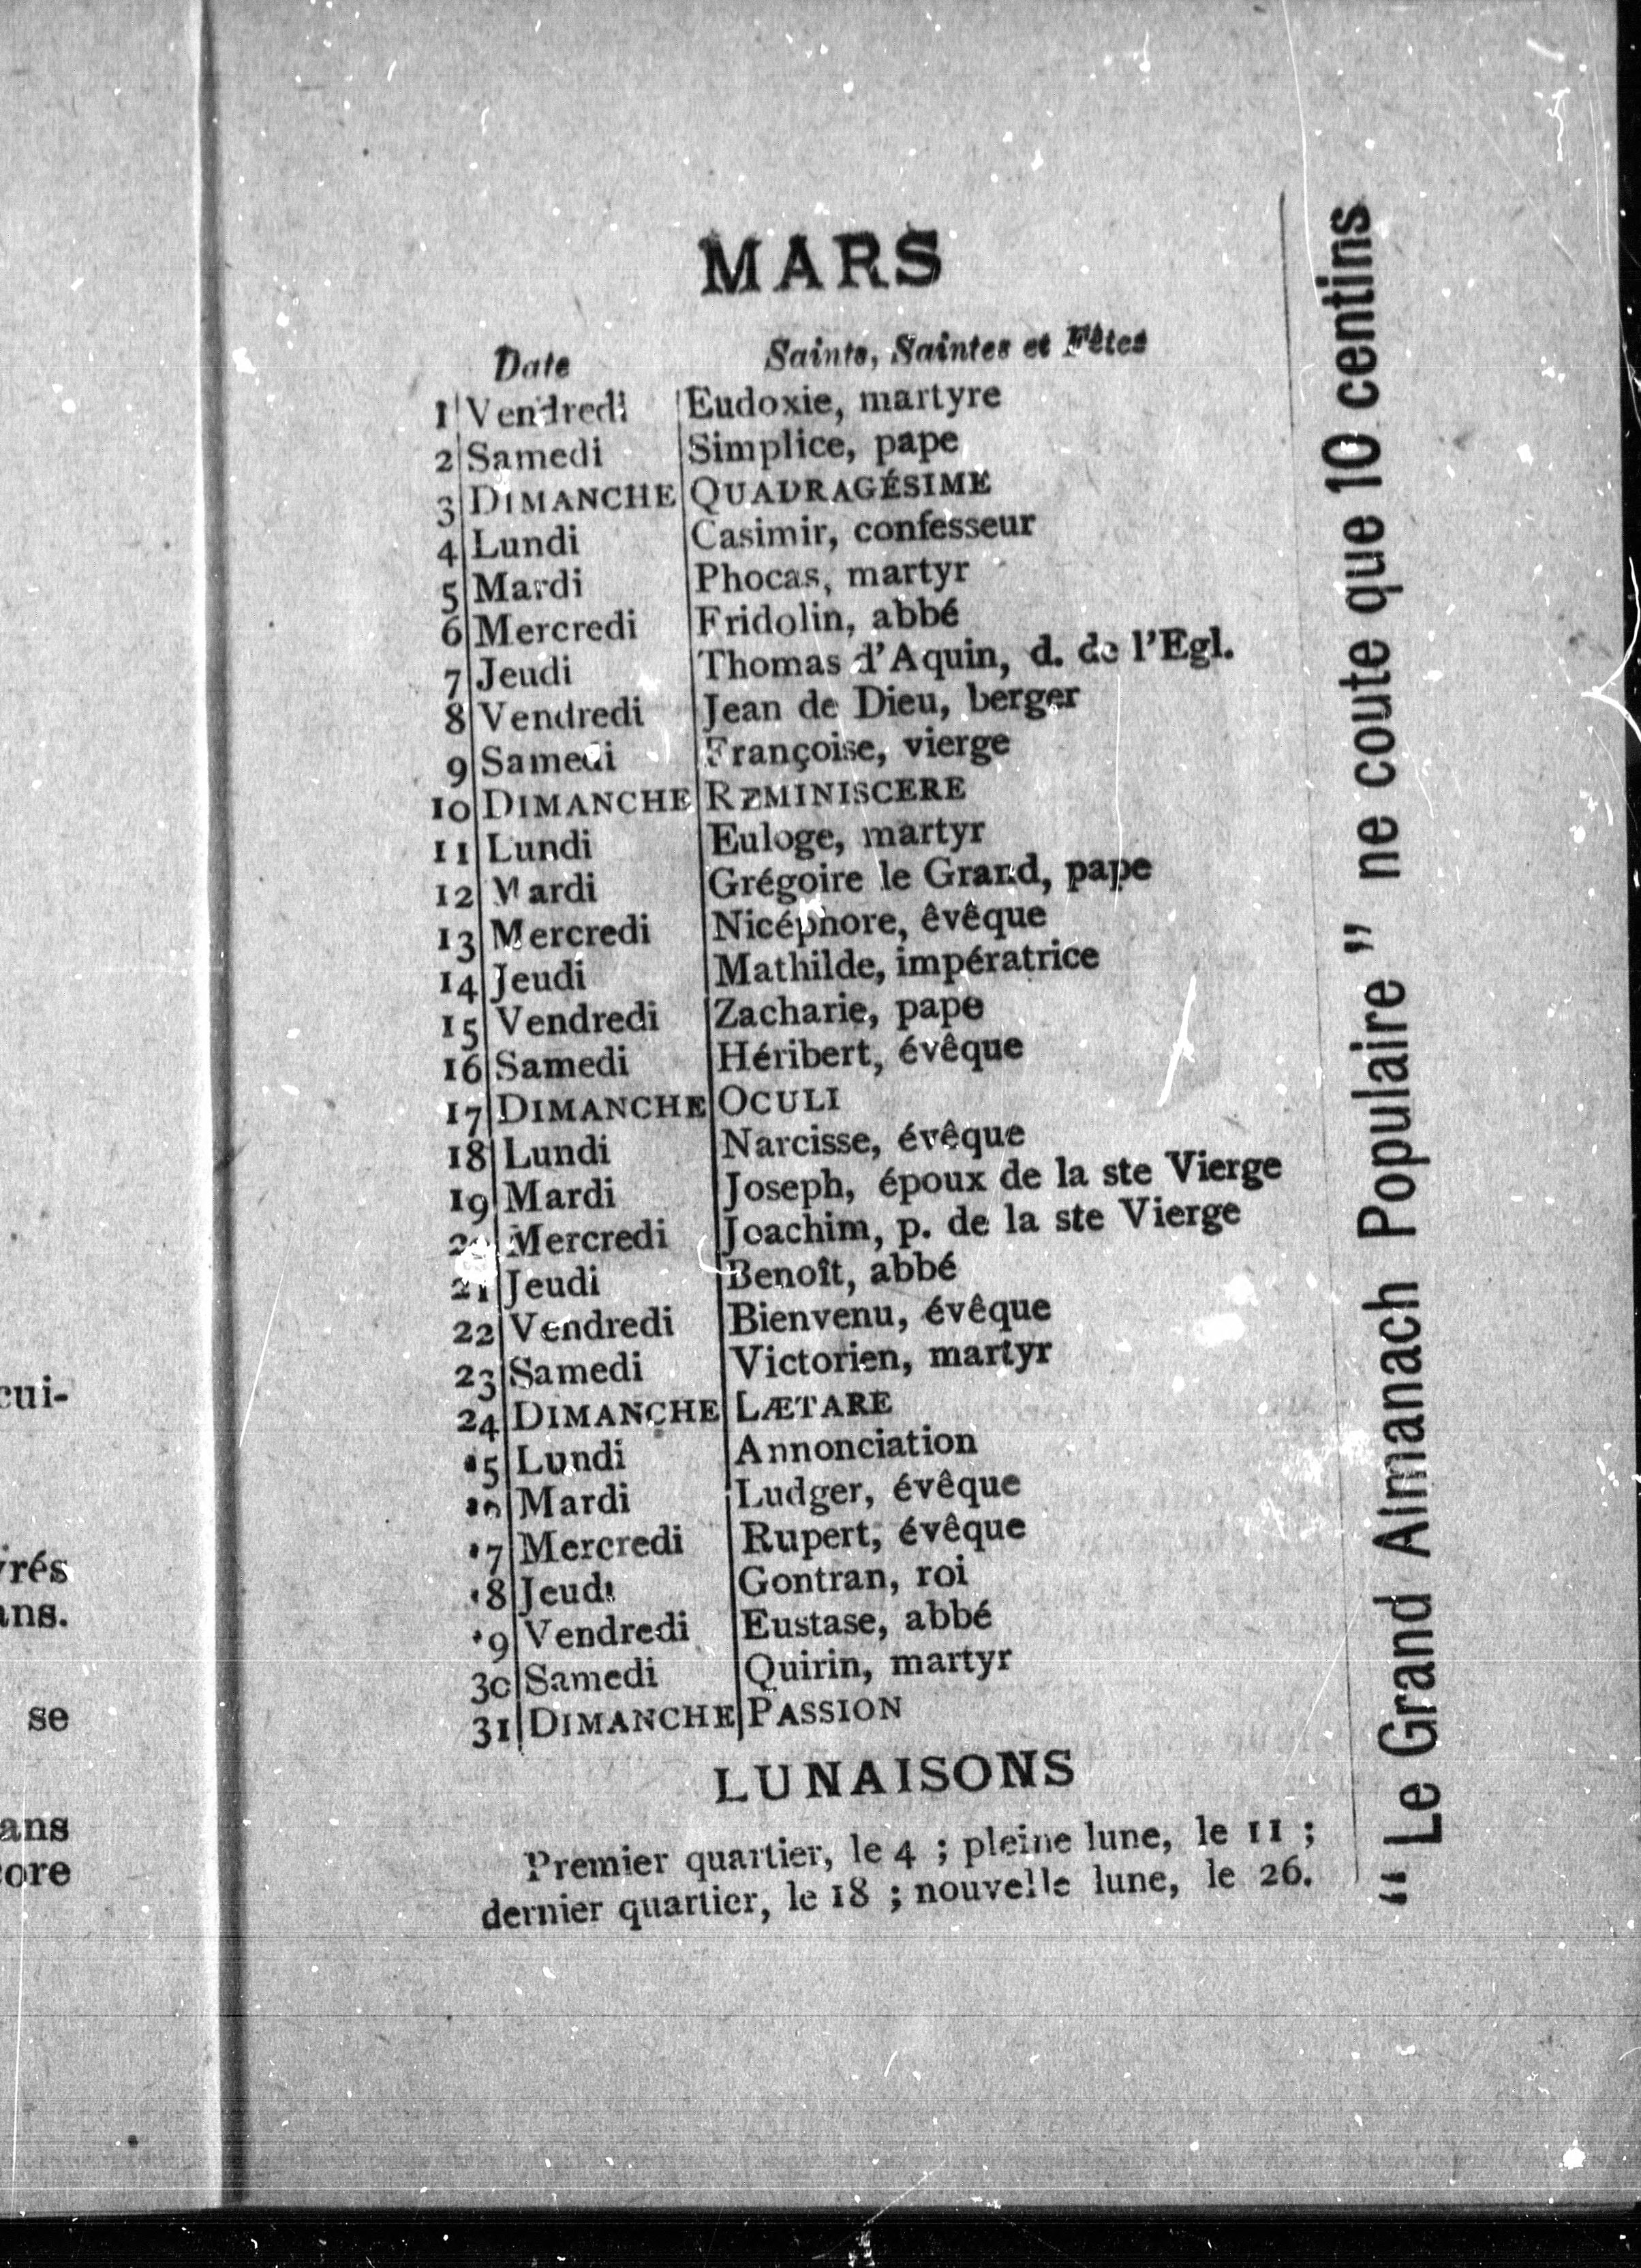 MARS
Date Saints, Saintes et Fêtes
1 Vendredi Eudoxie, martyre
2 Samedi Simplice, pape
3 DIMANCHE QUADRAGÉSIME
4 Lundi Casimir, confesseur
5 Mardi Phocas, martyr
6 Mercredi Fridolin, abbé
7 Jeudi Thomas d'Aquin, d. de l'Egl.
8 Vendredi Jean de Dieu, berger
9 Samedi Françoise, vierge
10 DIMANCHE REMINISCERE
11 Lundi Euloge, martyr
12 Mardi Grégoire le Grand, pape
13 Mercredi Nicéphore, êvêque
14 Jeudi Mathilde, impératrice
15 Vendredi Zacharie, pape
16 Samedi Héribert, évêque
17 DIMANCHE OCULI
18 Lundi Narcisse, évêque
19 Mardi Joseph, époux de la ste Vierge
20 Mercredi Joachim, p. de la ste Vierge
21 Jeudi Benoît, abbé
22 Vendredi Bienvenu, évêque
23 Samedi Victorien, martyr
24 DIMANCHE LÆTARE
25 Lundi Annonciation
26 Mardi Ludger, évêque
27 Mercredi Rupert, évêque
28 Jeudi Gontran, roi
29 Vendredi Eustase, abbé
30 Samedi Quirin, martyr
31 DIMANCHE PASSION
LUNAISONS
Premier quartier, le 4 ; pleine lune, le 11 ;
dernier quartier, le 18 ; nouvelle lune, le 26.
“ Le Grand Almanach Populaire ” ne coute que 10 centins
cui-
vrés
ans.
se
ans
core